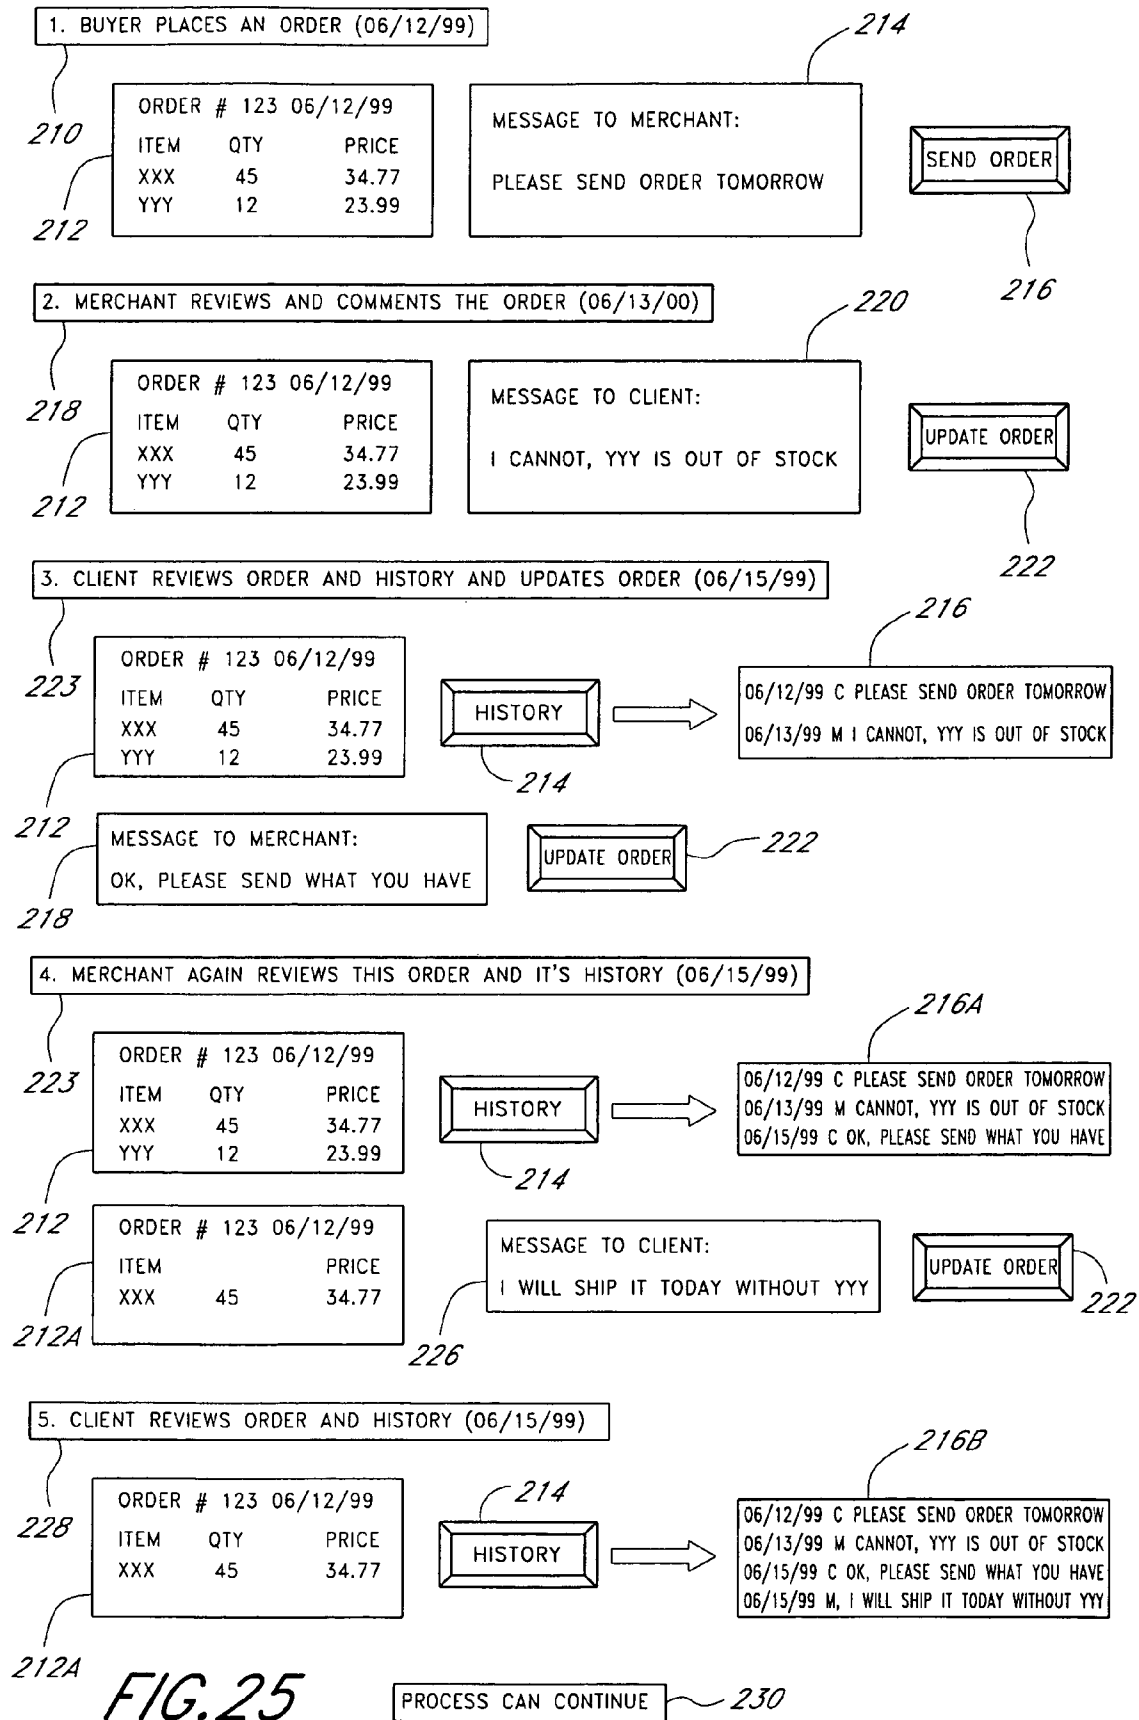 1. BUYER PLACES AN ORDER (06/12/99)
214
210
ORDER # 123 06/12/99
ITEM QTY PRICE
XXX 45 34.77
YYY 12 23.99
212
MESSAGE TO MERCHANT:
PLEASE SEND ORDER TOMORROW
SEND ORDER
216
2. MERCHANT REVIEWS AND COMMENTS THE ORDER (06/13/00)
220
218
ORDER # 123 06/12/99
ITEM QTY PRICE
XXX 45 34.77
YYY 12 23.99
212
MESSAGE TO CLIENT:
I CANNOT, YYY IS OUT OF STOCK
UPDATE ORDER
222
3. CLIENT REVIEWS ORDER AND HISTORY AND UPDATES ORDER (06/15/99)
223
ORDER # 123 06/12/99
ITEM QTY PRICE
XXX 45 34.77
YYY 12 23.99
212
HISTORY
214
216
06/12/99 C PLEASE SEND ORDER TOMORROW
06/13/99 M I CANNOT, YYY IS OUT OF STOCK
MESSAGE TO MERCHANT:
OK, PLEASE SEND WHAT YOU HAVE
218
UPDATE ORDER
222
4. MERCHANT AGAIN REVIEWS THIS ORDER AND IT'S HISTORY (06/15/99)
223
ORDER # 123 06/12/99
ITEM QTY PRICE
XXX 45 34.77
YYY 12 23.99
212
HISTORY
214
216A
06/12/99 C PLEASE SEND ORDER TOMORROW
06/13/99 M CANNOT, YYY IS OUT OF STOCK
06/15/99 C OK, PLEASE SEND WHAT YOU HAVE
ORDER # 123 06/12/99
ITEM PRICE
XXX 45 34.77
212A
MESSAGE TO CLIENT:
I WILL SHIP IT TODAY WITHOUT YYY
226
UPDATE ORDER
222
5. CLIENT REVIEWS ORDER AND HISTORY (06/15/99)
228
ORDER # 123 06/12/99
ITEM QTY PRICE
XXX 45 34.77
212A
214
HISTORY
216B
06/12/99 C PLEASE SEND ORDER TOMORROW
06/13/99 M CANNOT, YYY IS OUT OF STOCK
06/15/99 C OK, PLEASE SEND WHAT YOU HAVE
06/15/99 M, I WILL SHIP IT TODAY WITHOUT YYY
FIG.25
PROCESS CAN CONTINUE
230